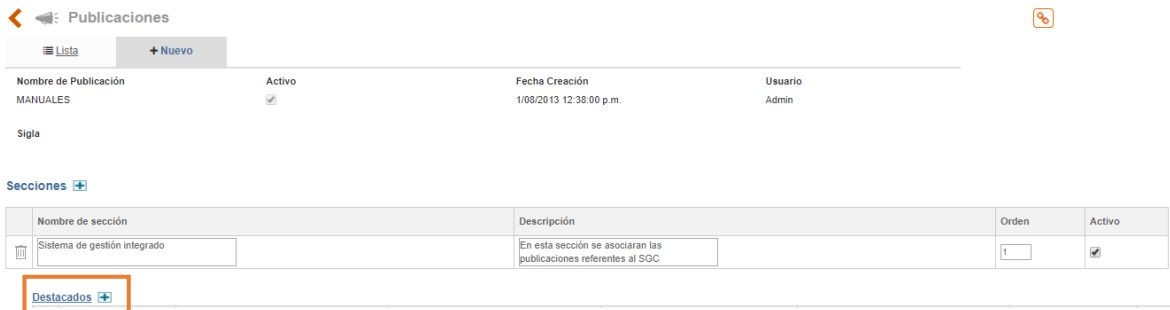 Publicaciones
Lista
+ Nuevo
Nombre de Publicación Activo Fecha Creación Usuario
MANUALES 1/08/2013 12:38:00 p.m. Admin
Sigla
Secciones
Nombre de sección Descripción Orden Activo
Sistema de gestión integrado En esta sección se asociaran las 1
publicaciones referentes al SGC
Destacados